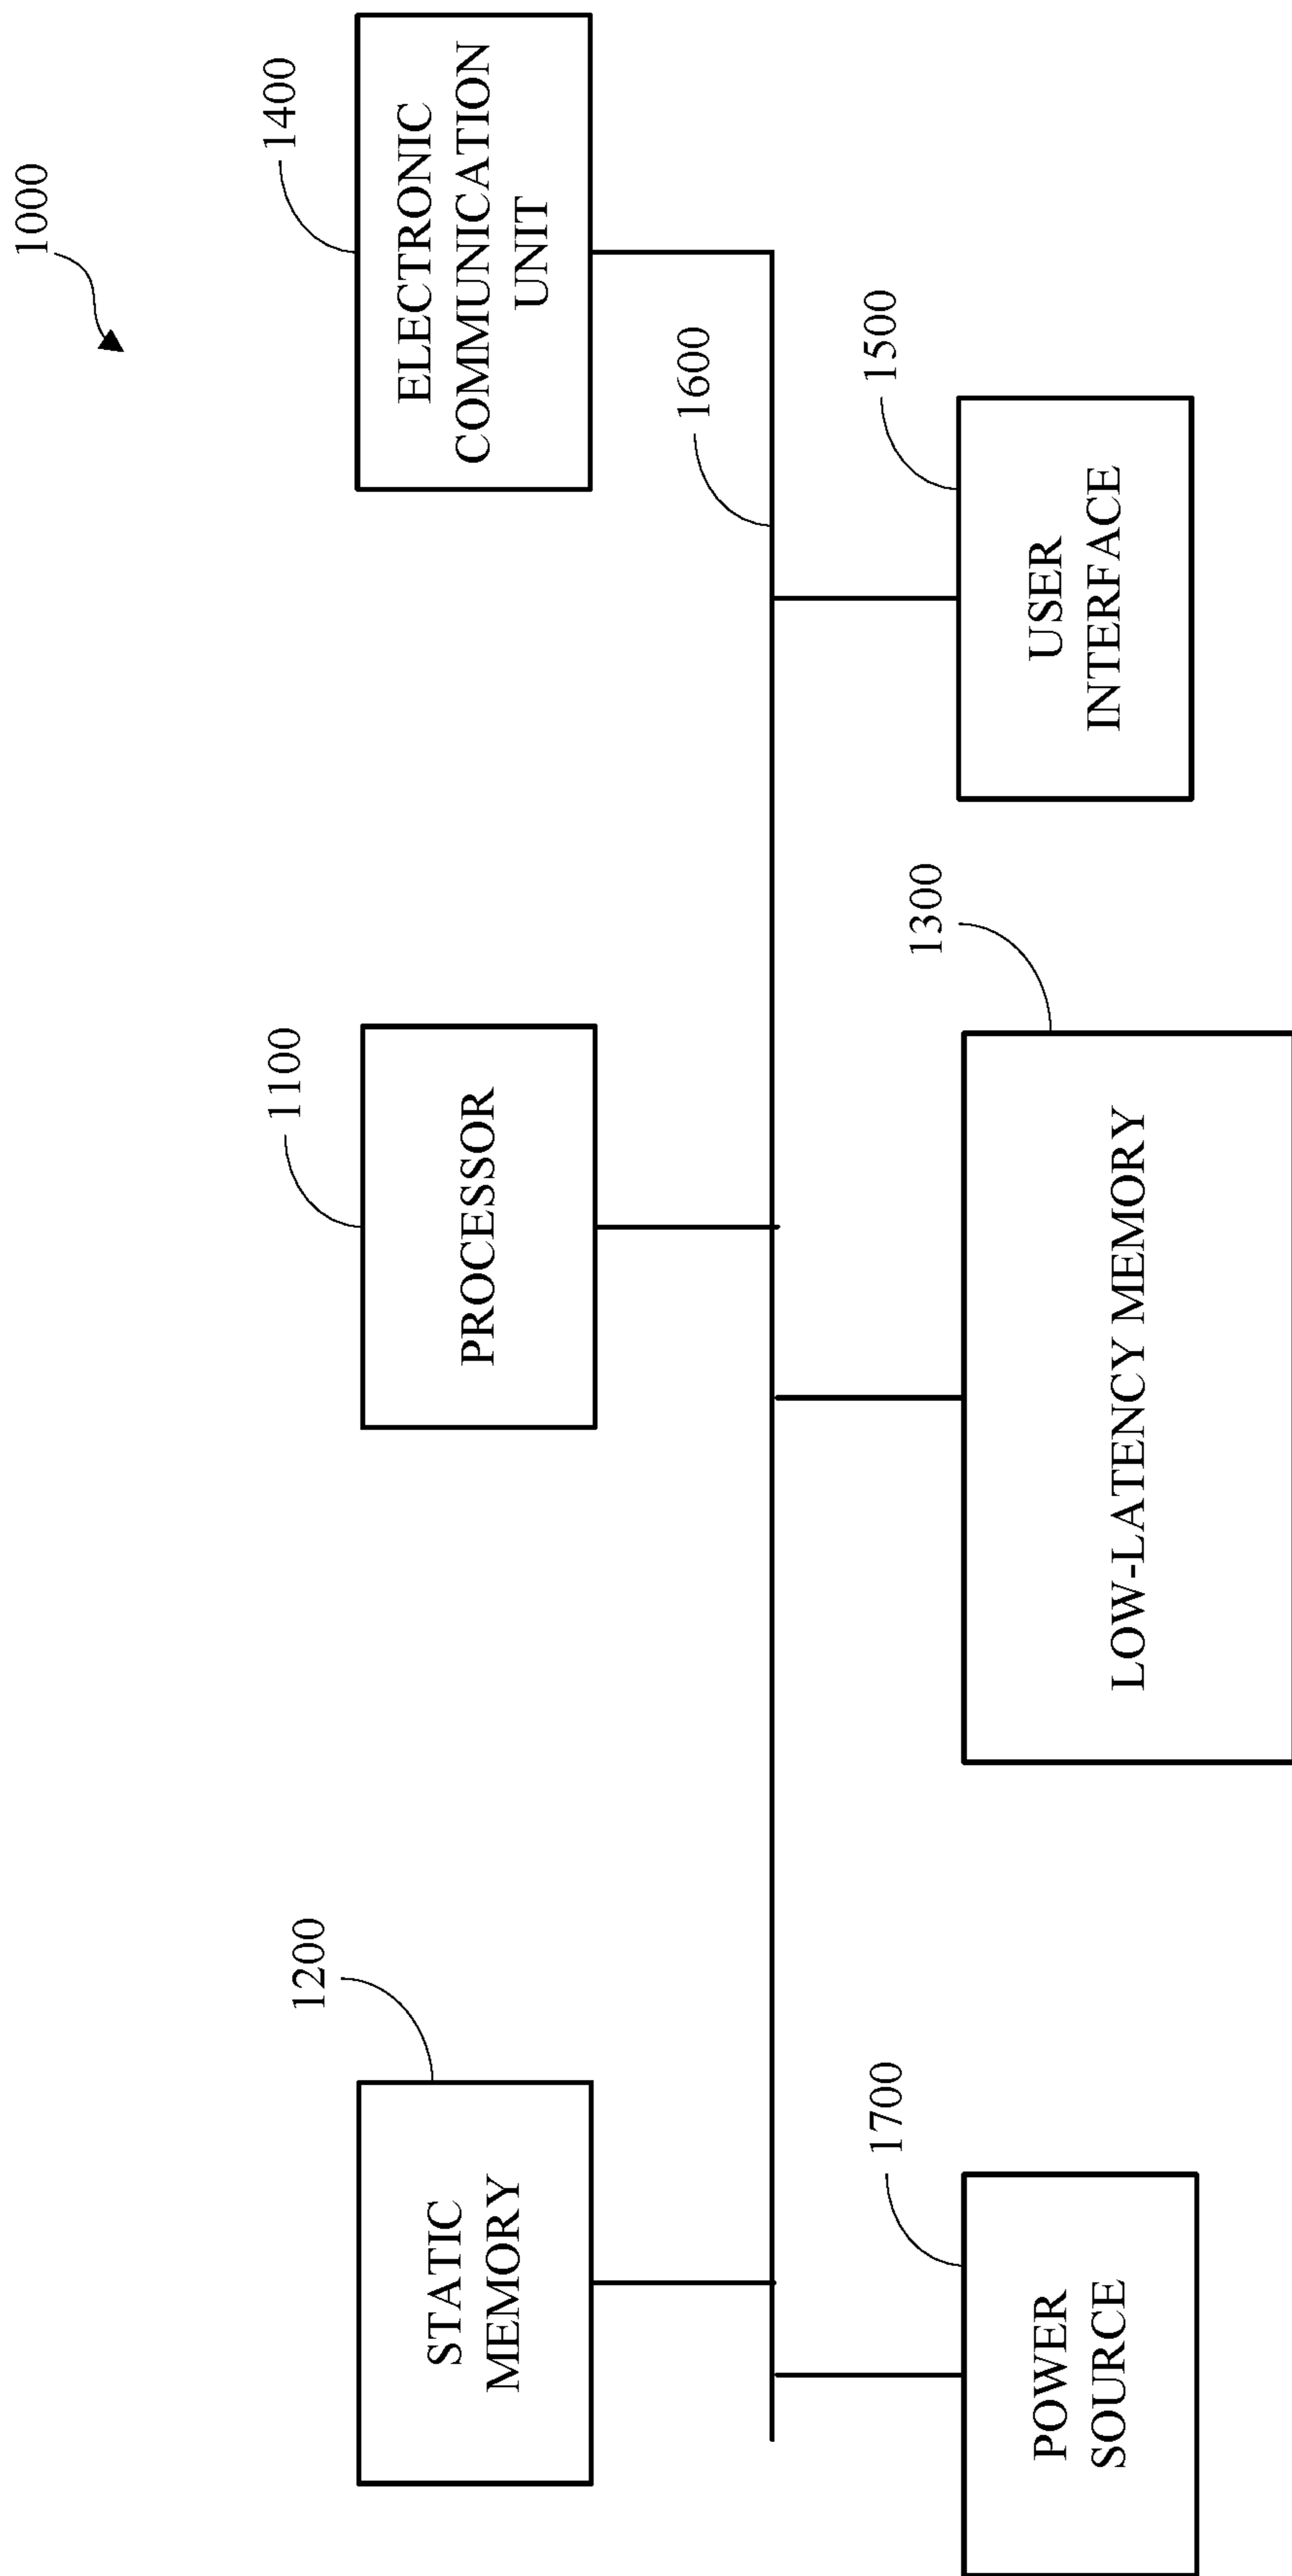 1000
1200
STATIC
MEMORY
1100
PROCESSOR
1400
ELECTRONIC
COMMUNICATION
UNIT
1600
1700
POWER
SOURCE
1300
LOW-LATENCY MEMORY
1500
USER
INTERFACE